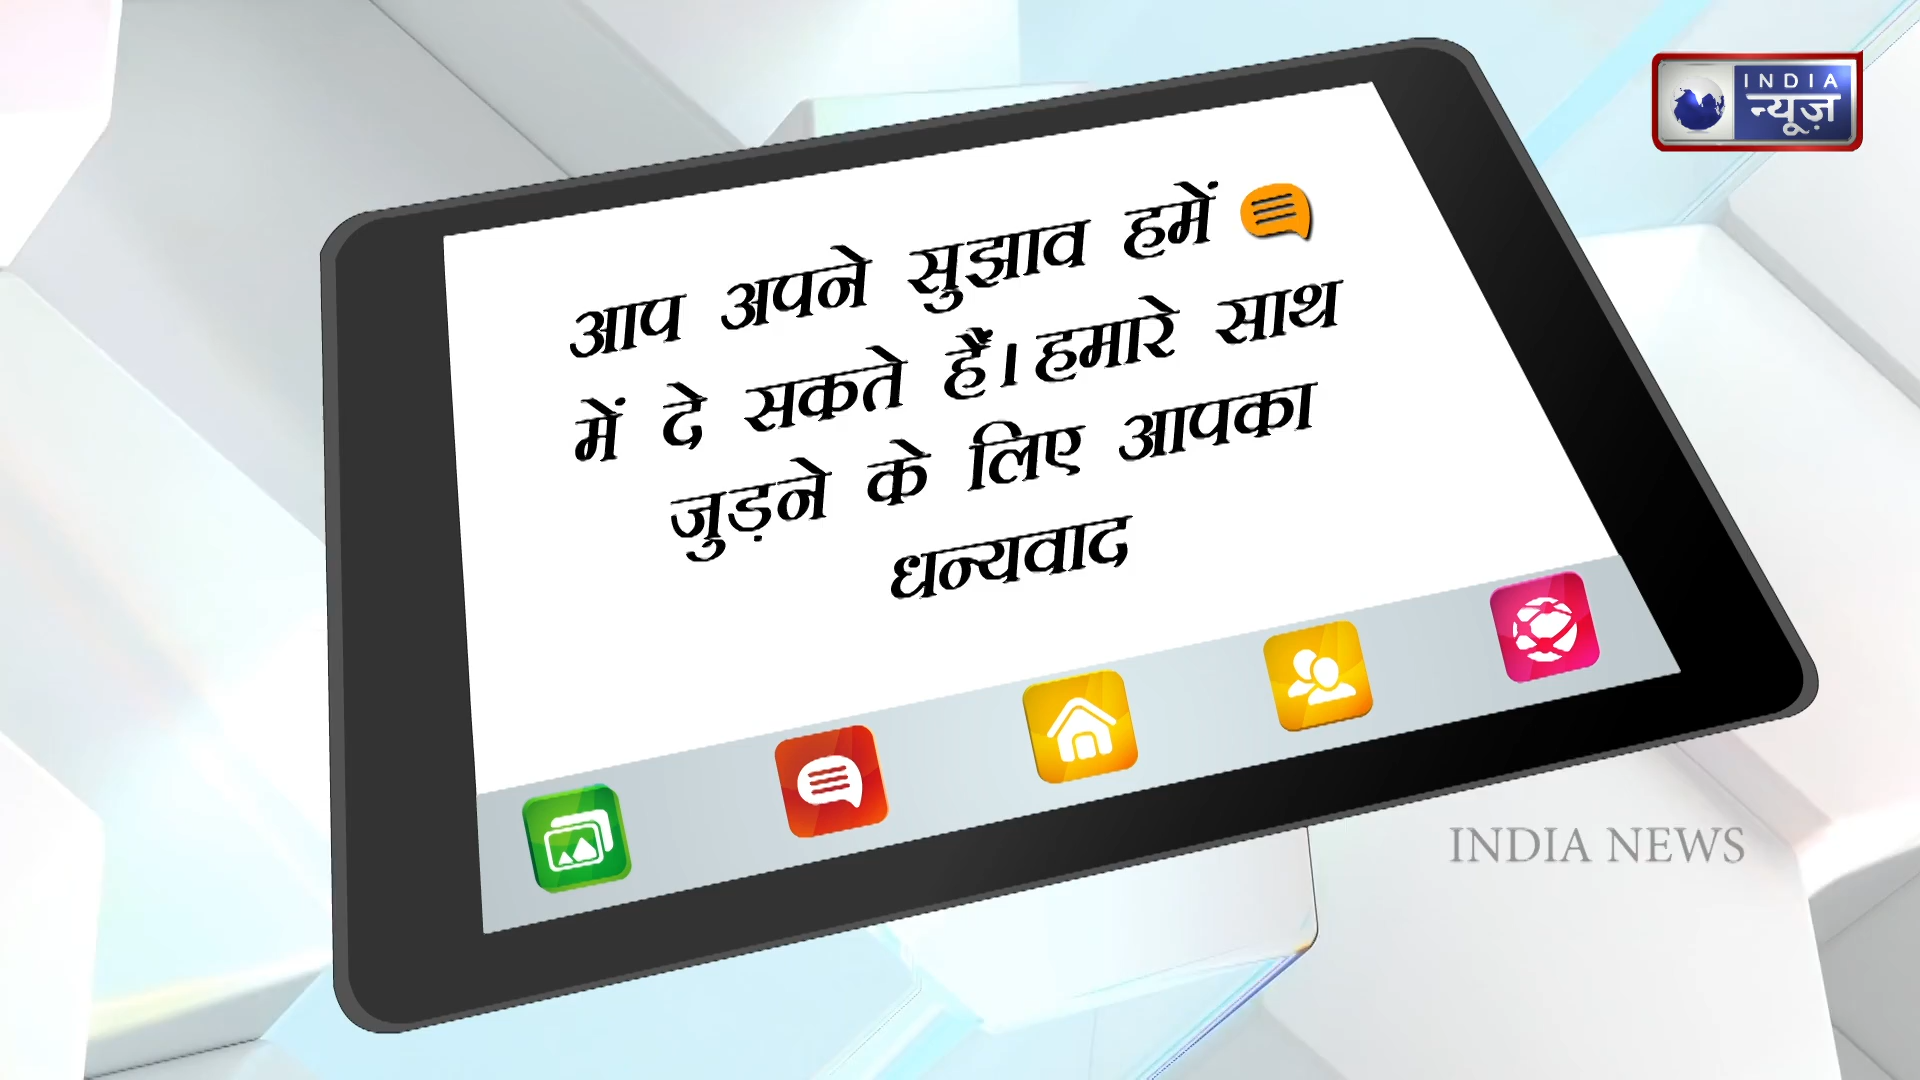 INDIA
न्यूज़
आप अपने सुझाव हमें
में दे सकते हैं। हमारे साथ
जुड़ने के लिए आपका
धन्यवाद
INDIA NEWS